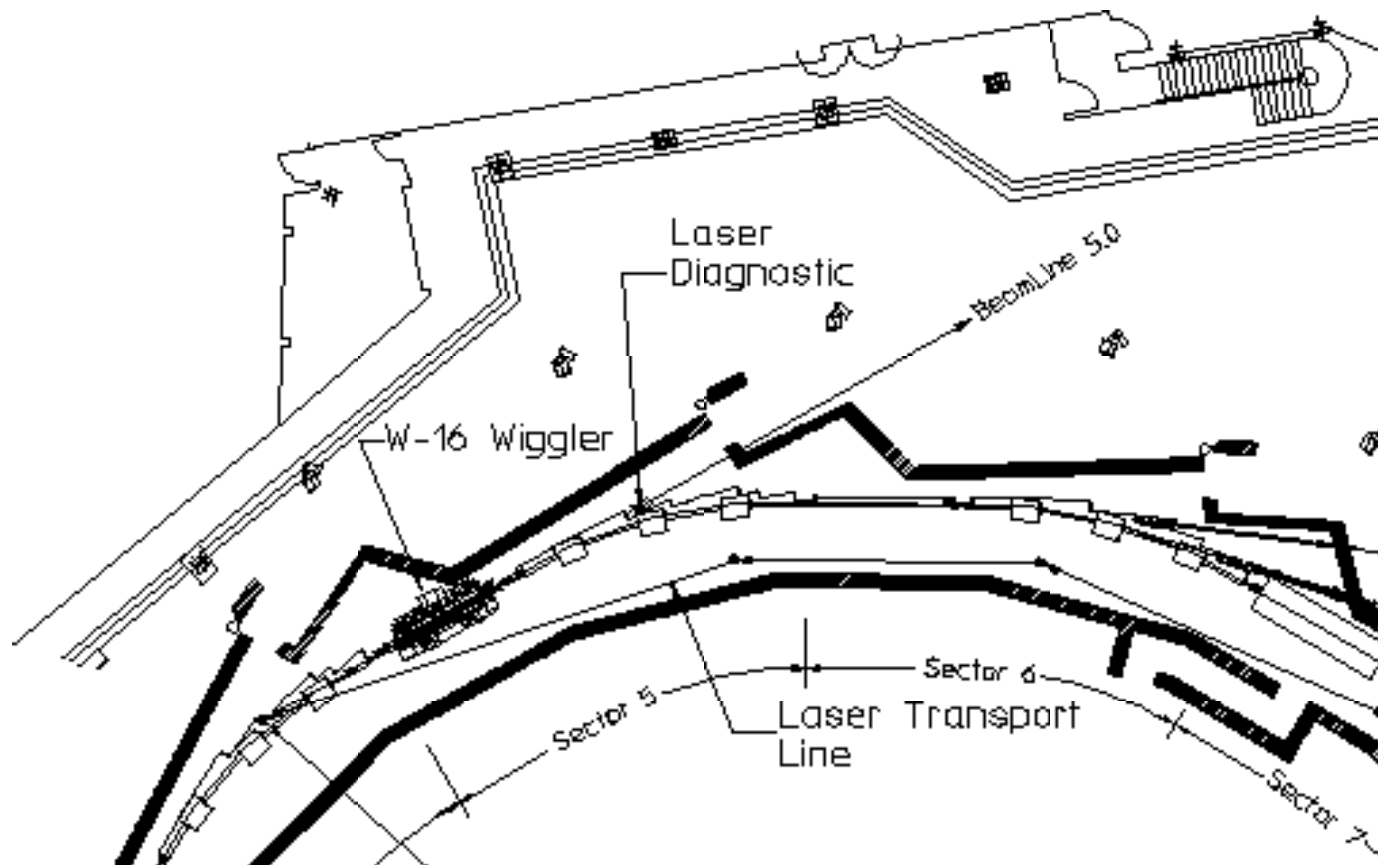 Laser
Diagnostic
BeamLine 5.0
W-16 Wiggler
Sector 5
Sector 6
Laser Transport
Line
Sector 7